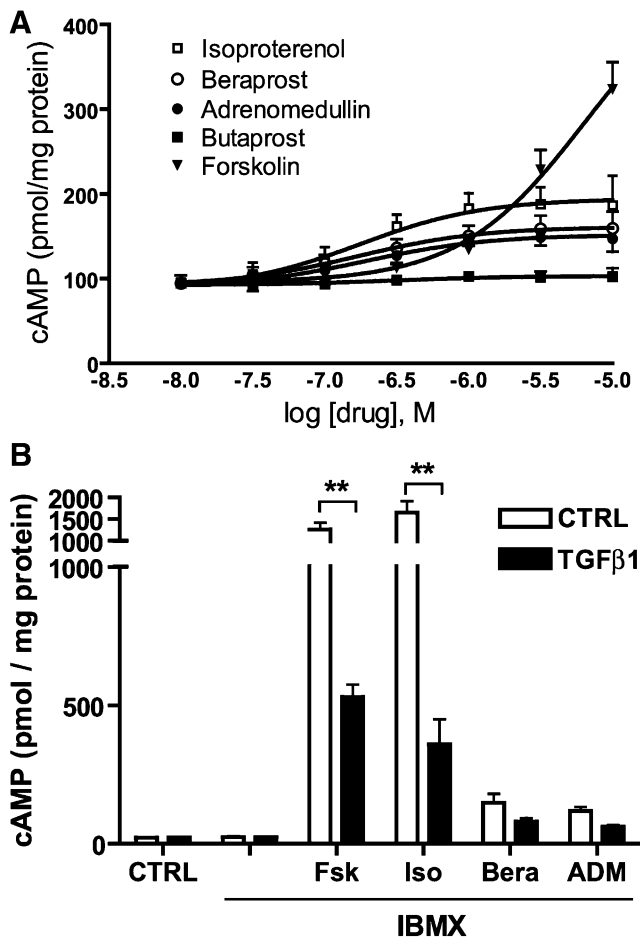 A
cAMP (pmol/mg protein)
400
300
200
100
0
Isoproterenol
Beraprost
Adrenomedullin
Butaprost
Forskolin
-8.5 -8.0 -7.5 -7.0 -6.5 -6.0 -5.5 -5.0
log [drug], M
B
cAMP (pmol / mg protein)
2000
1500
1000
1000
500
0
** **
CTRL
TGFβ1
CTRL Fsk Iso Bera ADM
IBMX